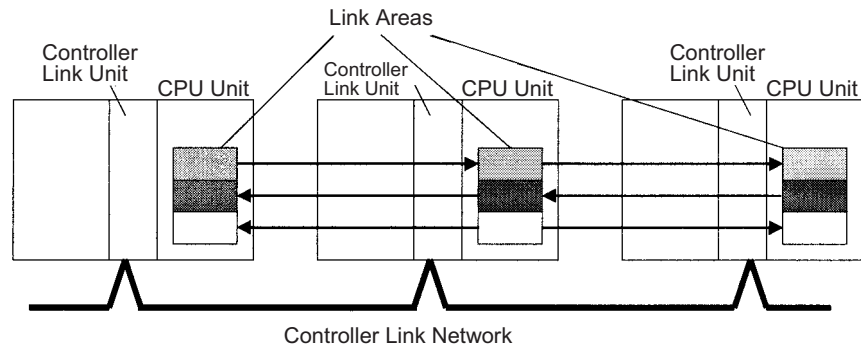 Link Areas
Controller
Link Unit
CPU Unit
Controller
Link Unit
CPU Unit
Controller
Link Unit
CPU Unit
Controller Link Network